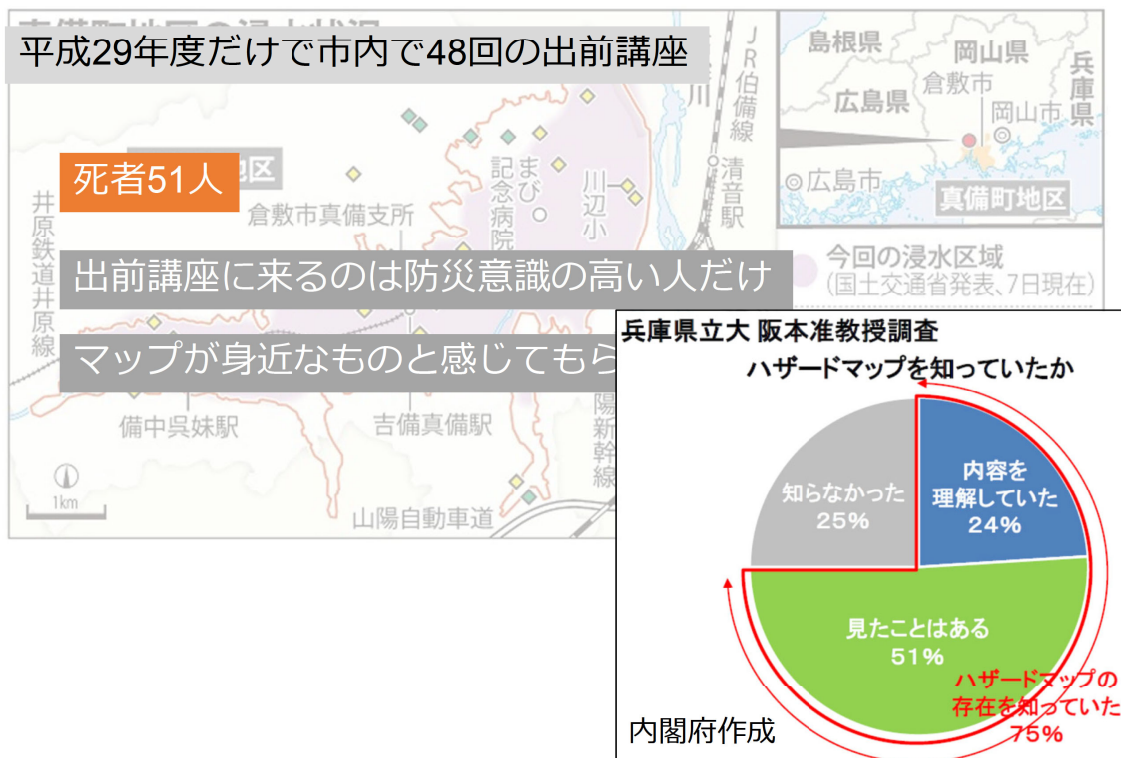 真備町地区の浸水状況
平成29年度だけで市内で48回の出前講座
死者51人
地区
出前講座に来るのは防災意識の高い人だけ
マップが身近なものと感じてもら
倉敷市真備支所
まび
記念病院
川辺小
井原鉄道井原線
備中呉妹駅
吉備真備駅
山陽自動車道
陽新幹線
1km
川
JR伯備線
清音駅
島根県
岡山県
兵庫県
広島県
倉敷市
岡山市
広島市
真備町地区
今回の浸水区域
(国土交通省発表、7日現在)
兵庫県立大 阪本准教授調査
ハザードマップを知っていたか
知らなかった
25%
内容を
理解していた
24%
見たことはある
51%
ハザードマップの
存在を知っていた
75%
内閣府作成